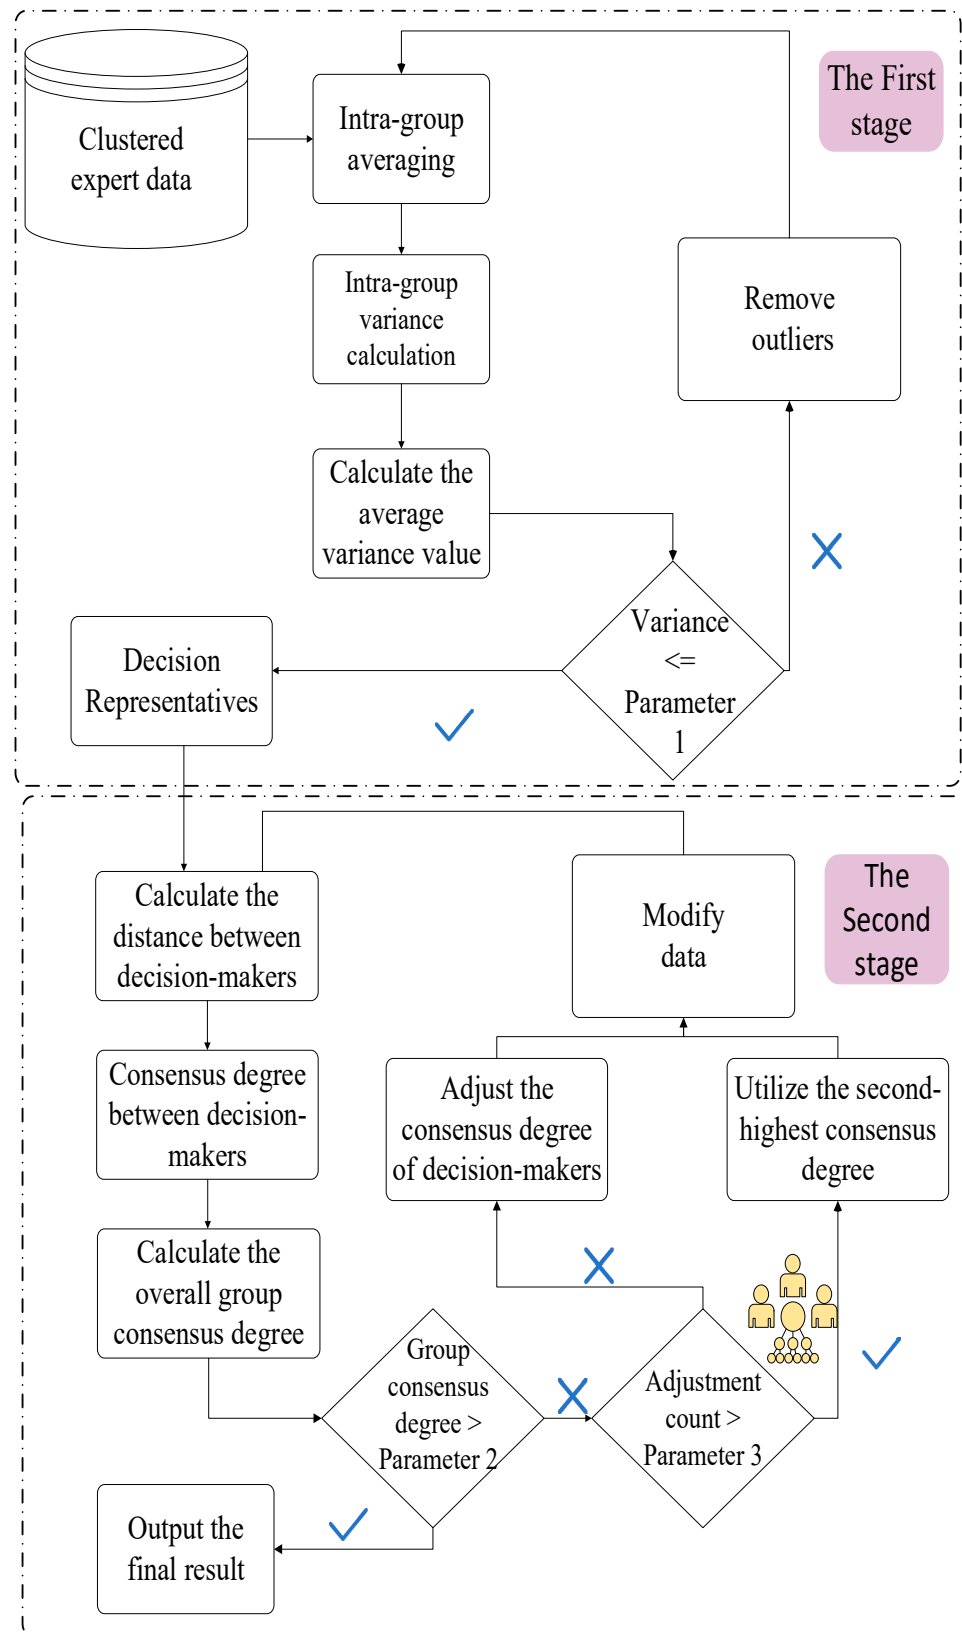 The First
stage
Clustered
expert data
Intra-group
averaging
Intra-group
variance
calculation
Remove
outliers
Calculate the
average
variance value
Variance
<=
Parameter
1
Decision
Representatives
The
Second
stage
Calculate the
distance between
decision-makers
Modify
data
Consensus degree
between decision-
makers
Adjust the
consensus degree
of decision-makers
Utilize the second-
highest consensus
degree
Calculate the
overall group
consensus degree
Group
consensus
degree >
Parameter 2
Adjustment
count >
Parameter 3
Output the
final result